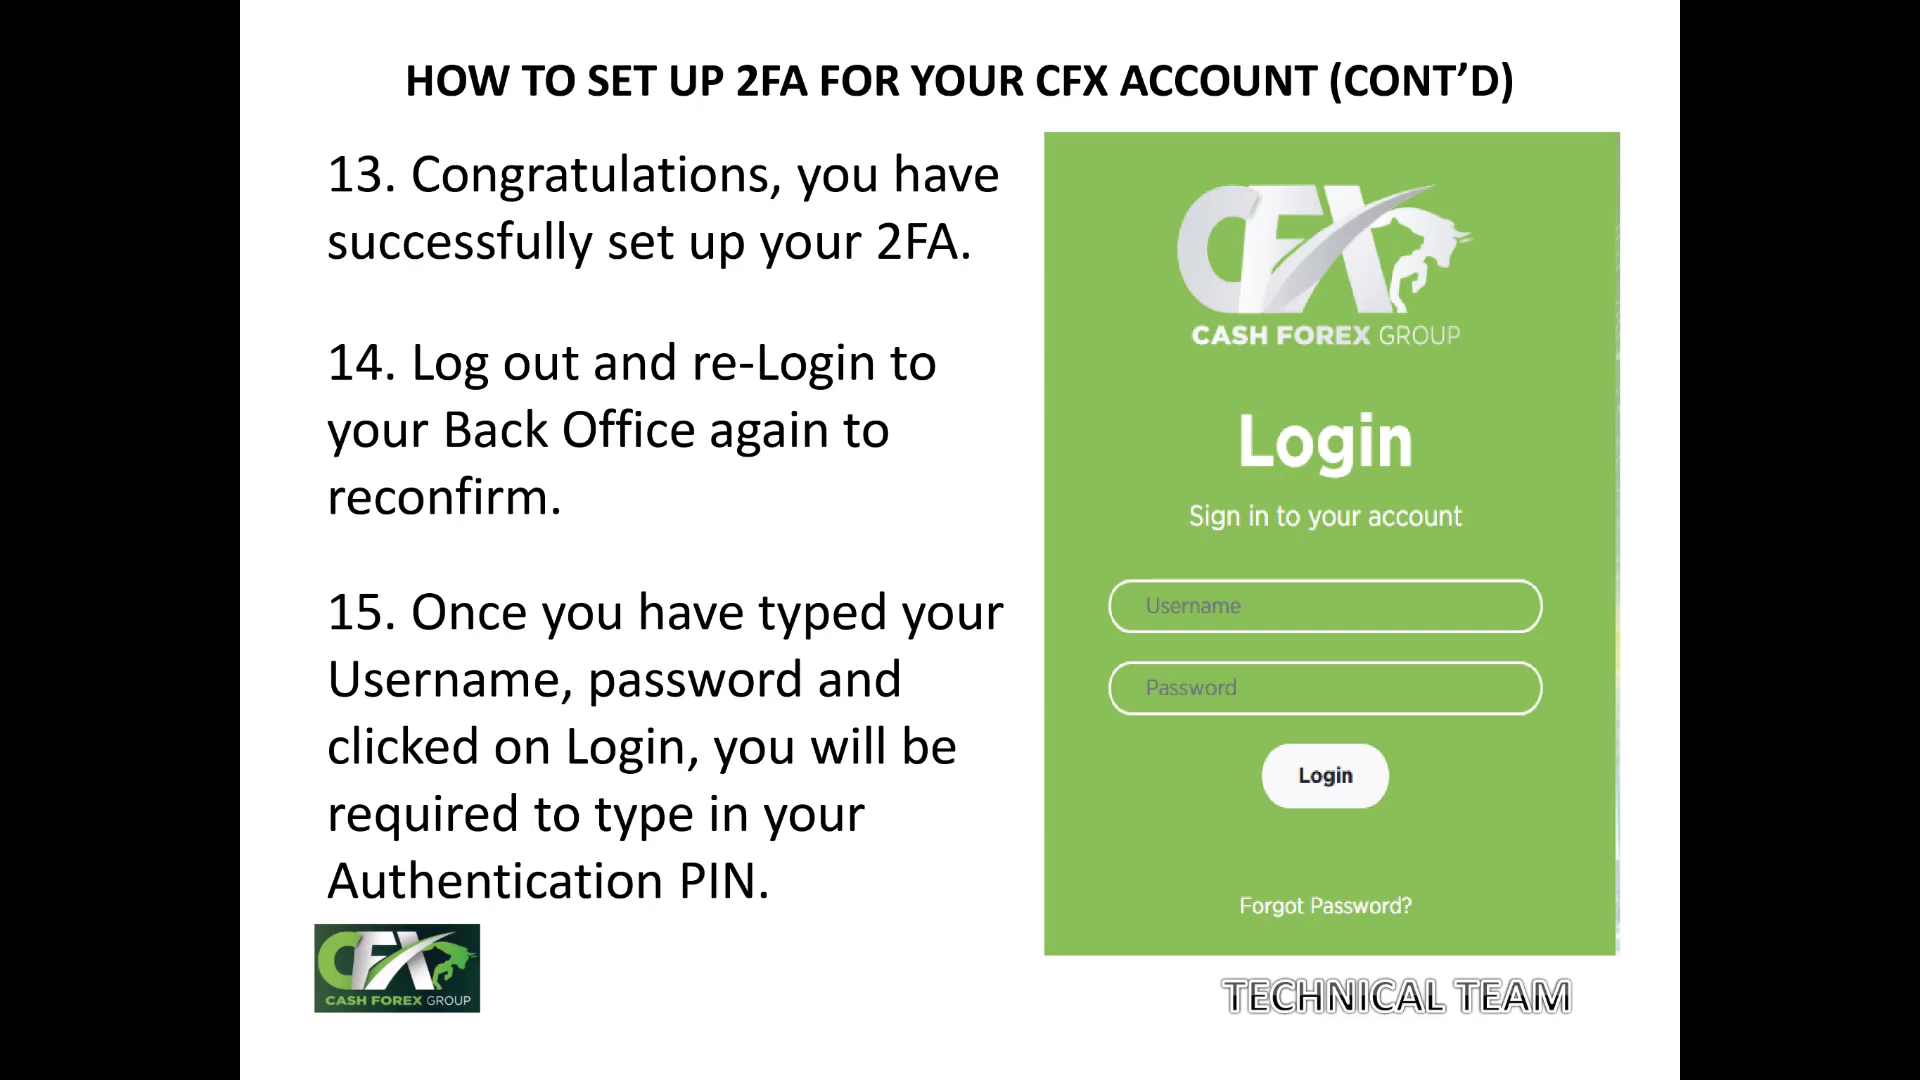 HOW TO SET UP 2FA FOR YOUR CFX ACCOUNT (CONT’D)
13. Congratulations, you have
successfully set up your 2FA.
14. Log out and re-Login to
your Back Office again to
reconfirm.
15. Once you have typed your
Username, password and
clicked on Login, you will be
required to type in your
Authentication PIN.
CFX
CASH FOREX GROUP
Login
Sign in to your account
Username
Password
Login
Forgot Password?
CFX
CASH FOREX GROUP
TECHNICAL TEAM